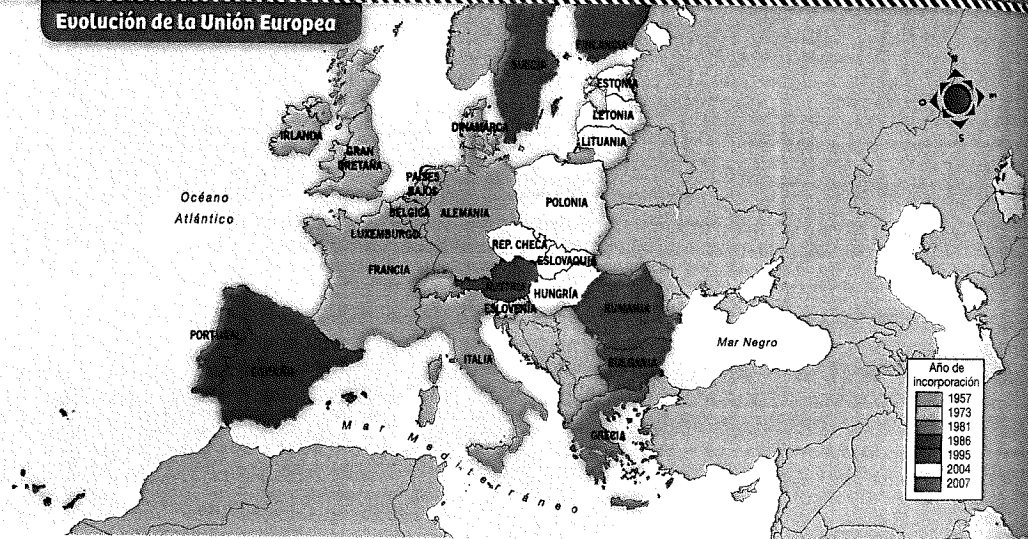 Evolución de la Unión Europea
FINLANDIA
SUECIA
ESTONIA
LETONIA
LITUANIA
DINAMARCA
IRLANDA
GRAN
BRETAÑA
PAÍSES
BAJOS
BÉLGICA
ALEMANIA
POLONIA
LUXEMBURGO
REP. CHECA
ESLOVAQUIA
FRANCIA
AUSTRIA
HUNGRÍA
ESLOVENIA
RUMANIA
BULGARIA
PORTUGAL
ESPAÑA
ITALIA
GRECIA
Océano
Atlántico
Mar Negro
Mar Mediterráneo
N
O
E
S
Año de
incorporación
1957
1973
1981
1986
1995
2004
2007